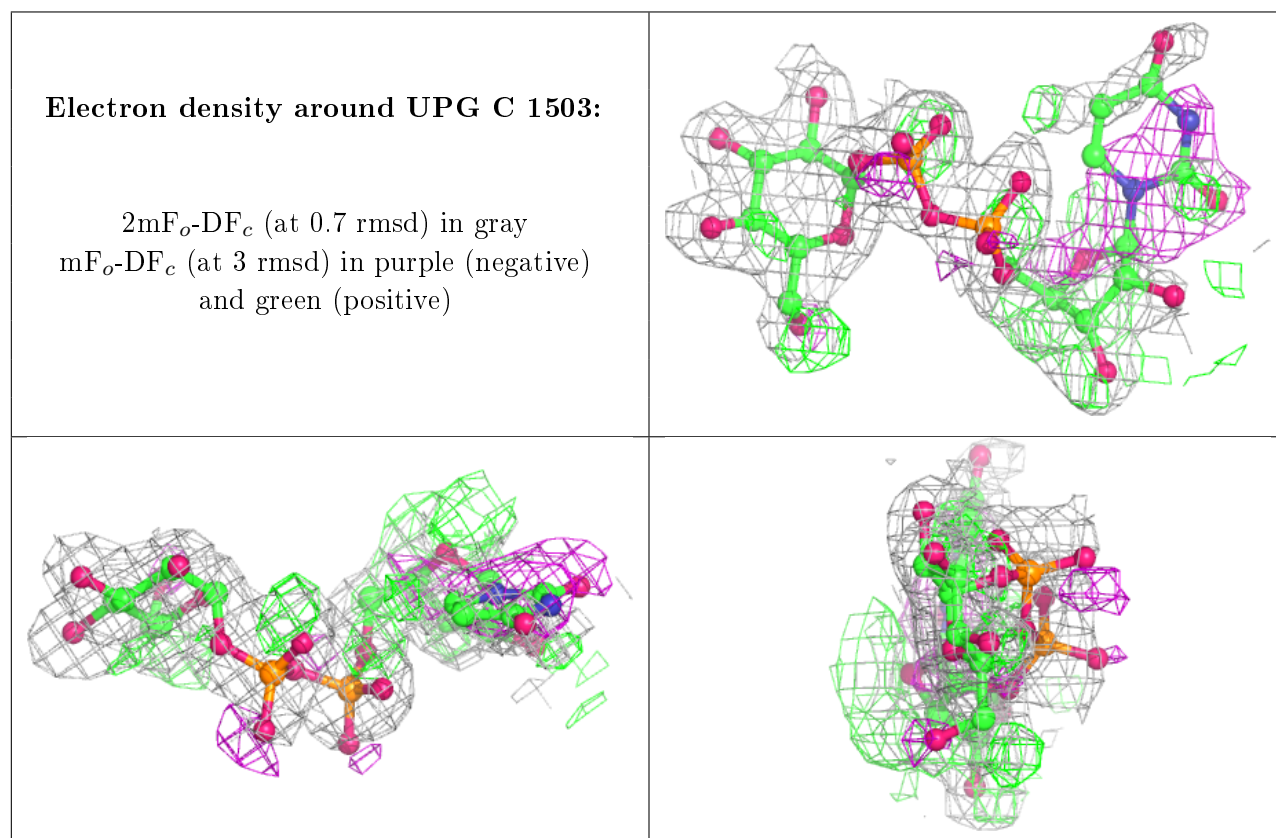 Electron density around UPG C 1503:
2mFₒ-DF𝒸 (at 0.7 rmsd) in gray
mFₒ-DF𝒸 (at 3 rmsd) in purple (negative)
and green (positive)